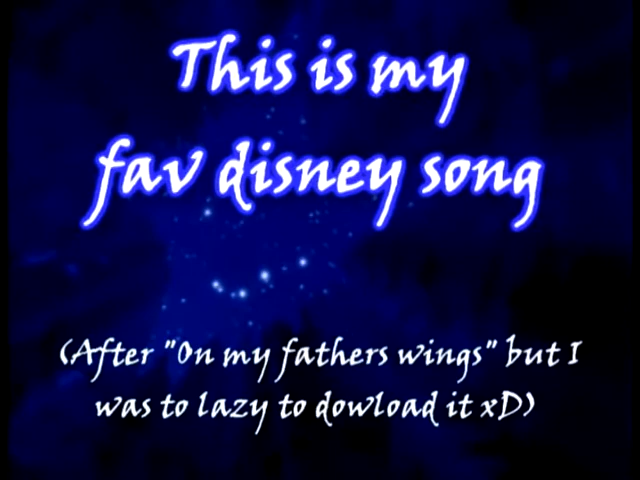 This is my
fav disney song
(After "On my fathers wings" but I
was to lazy to dowload it xD)